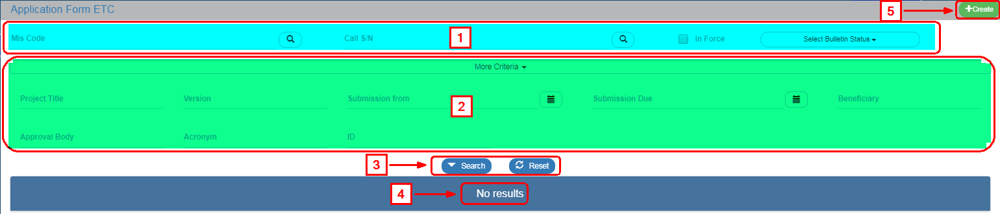 Application Form ETC 5 Create
Mis Code Call S/N 1 In Force Select Bulletin Status
More Criteria
Project Title Version Submission from 2 Submission Due Beneficiary
Approval Body Acronym ID
3 Search Reset
4 No results